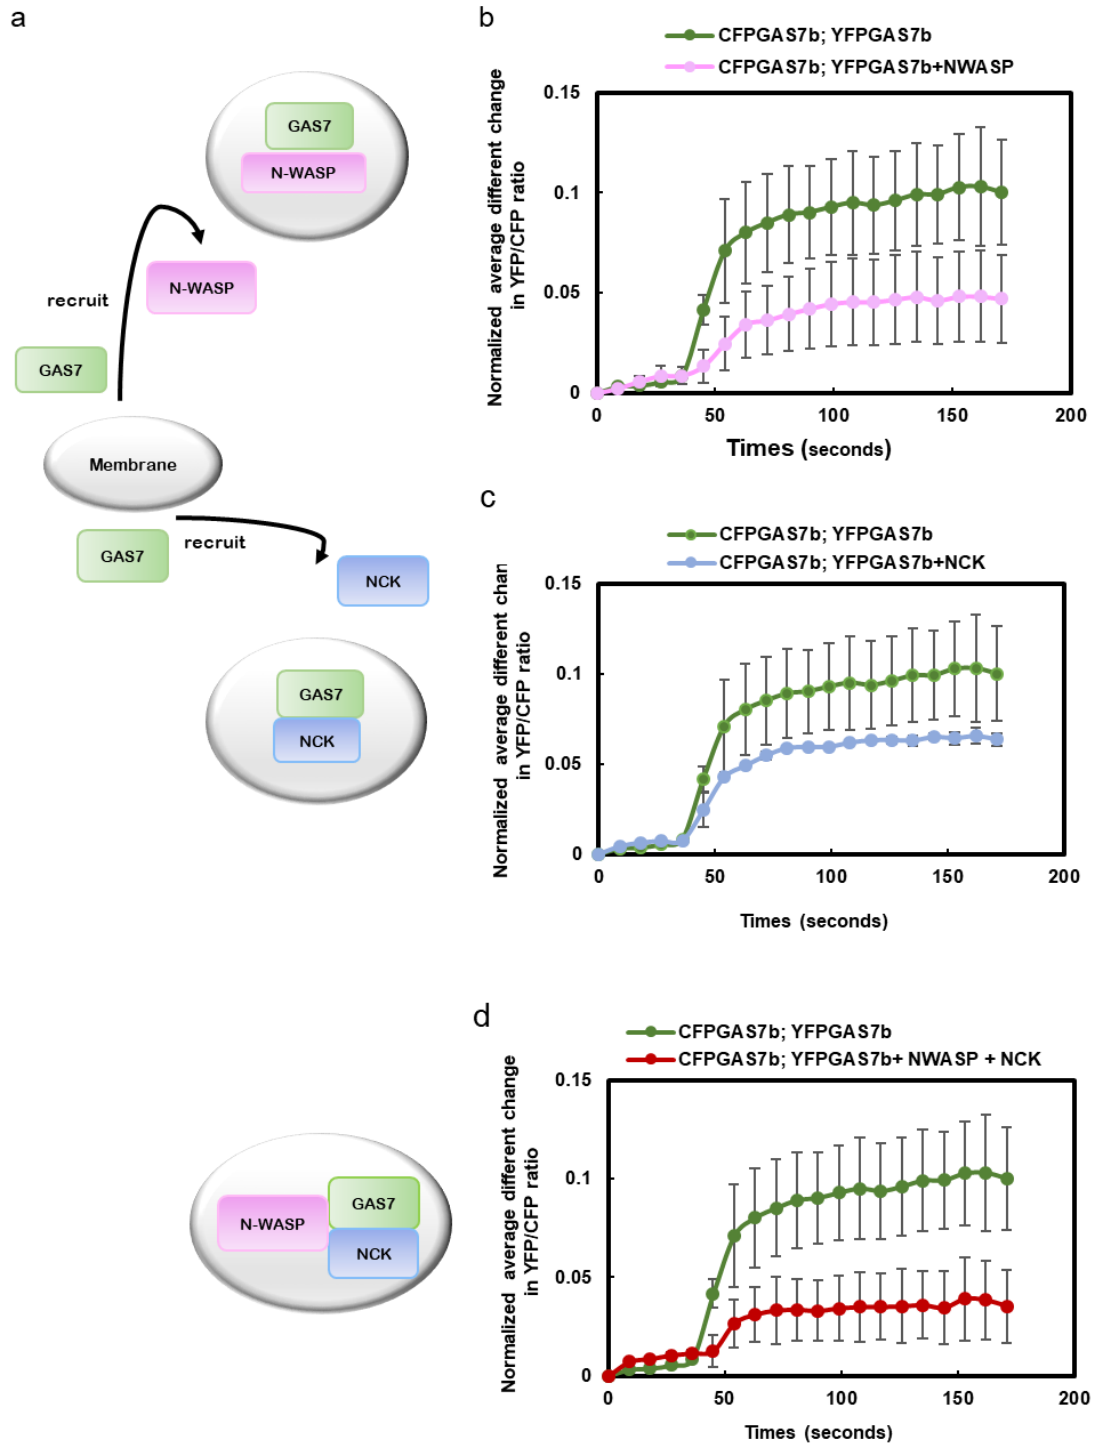 a
GAS7
N-WASP
N-WASP
recruit
GAS7
Membrane
GAS7
recruit
NCK
GAS7
NCK
N-WASP
GAS7
NCK
b
CFPGAS7b; YFPGAS7b
CFPGAS7b; YFPGAS7b+NWASP
Normalized average different change
in YFP/CFP ratio
0.15
0.1
0.05
0
0 50 100 150 200
Times (seconds)
c
CFPGAS7b; YFPGAS7b
CFPGAS7b; YFPGAS7b+NCK
Normalized average different chan
in YFP/CFP ratio
0.15
0.1
0.05
0
0 50 100 150 200
Times (seconds)
d
CFPGAS7b; YFPGAS7b
CFPGAS7b; YFPGAS7b+ NWASP + NCK
Normalized average different change
in YFP/CFP ratio
0.15
0.1
0.05
0
0 50 100 150 200
Times (seconds)